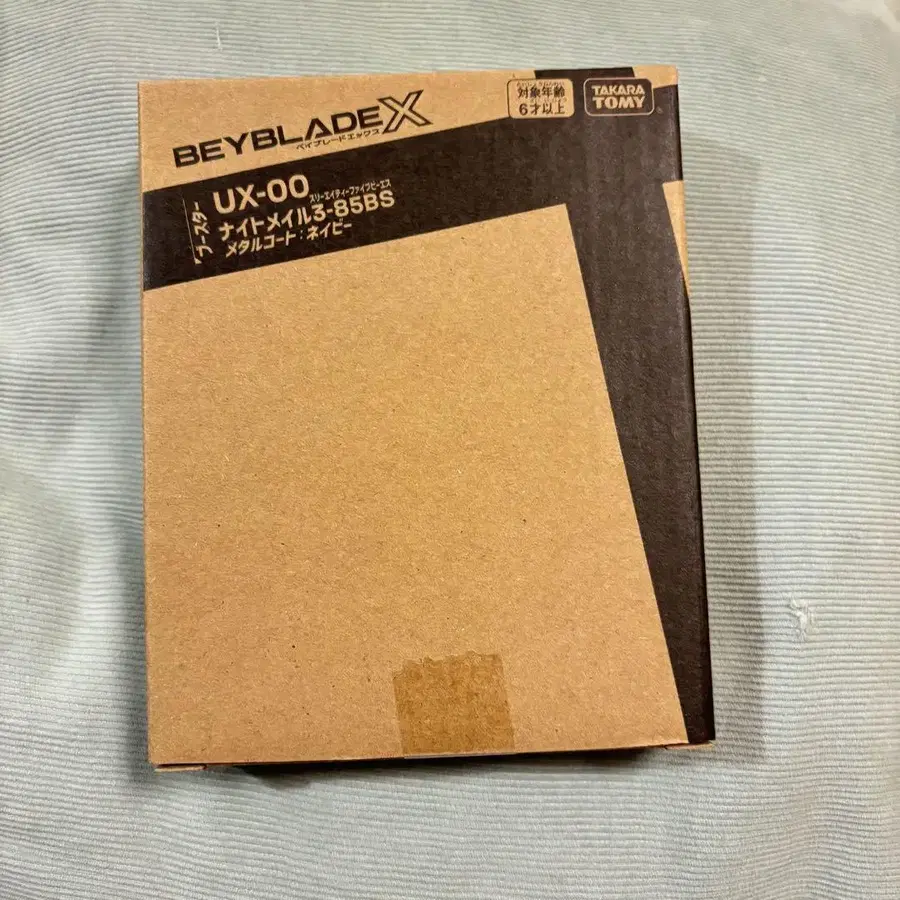 BEYBLADE X
ベイブレードエックス
対象年齢
6才以上
TAKARA
TOMY
ブースター
UX-00
スリーエイティーファイブビーエス
ナイトメイル3-85BS
メタルコート:ネイビー